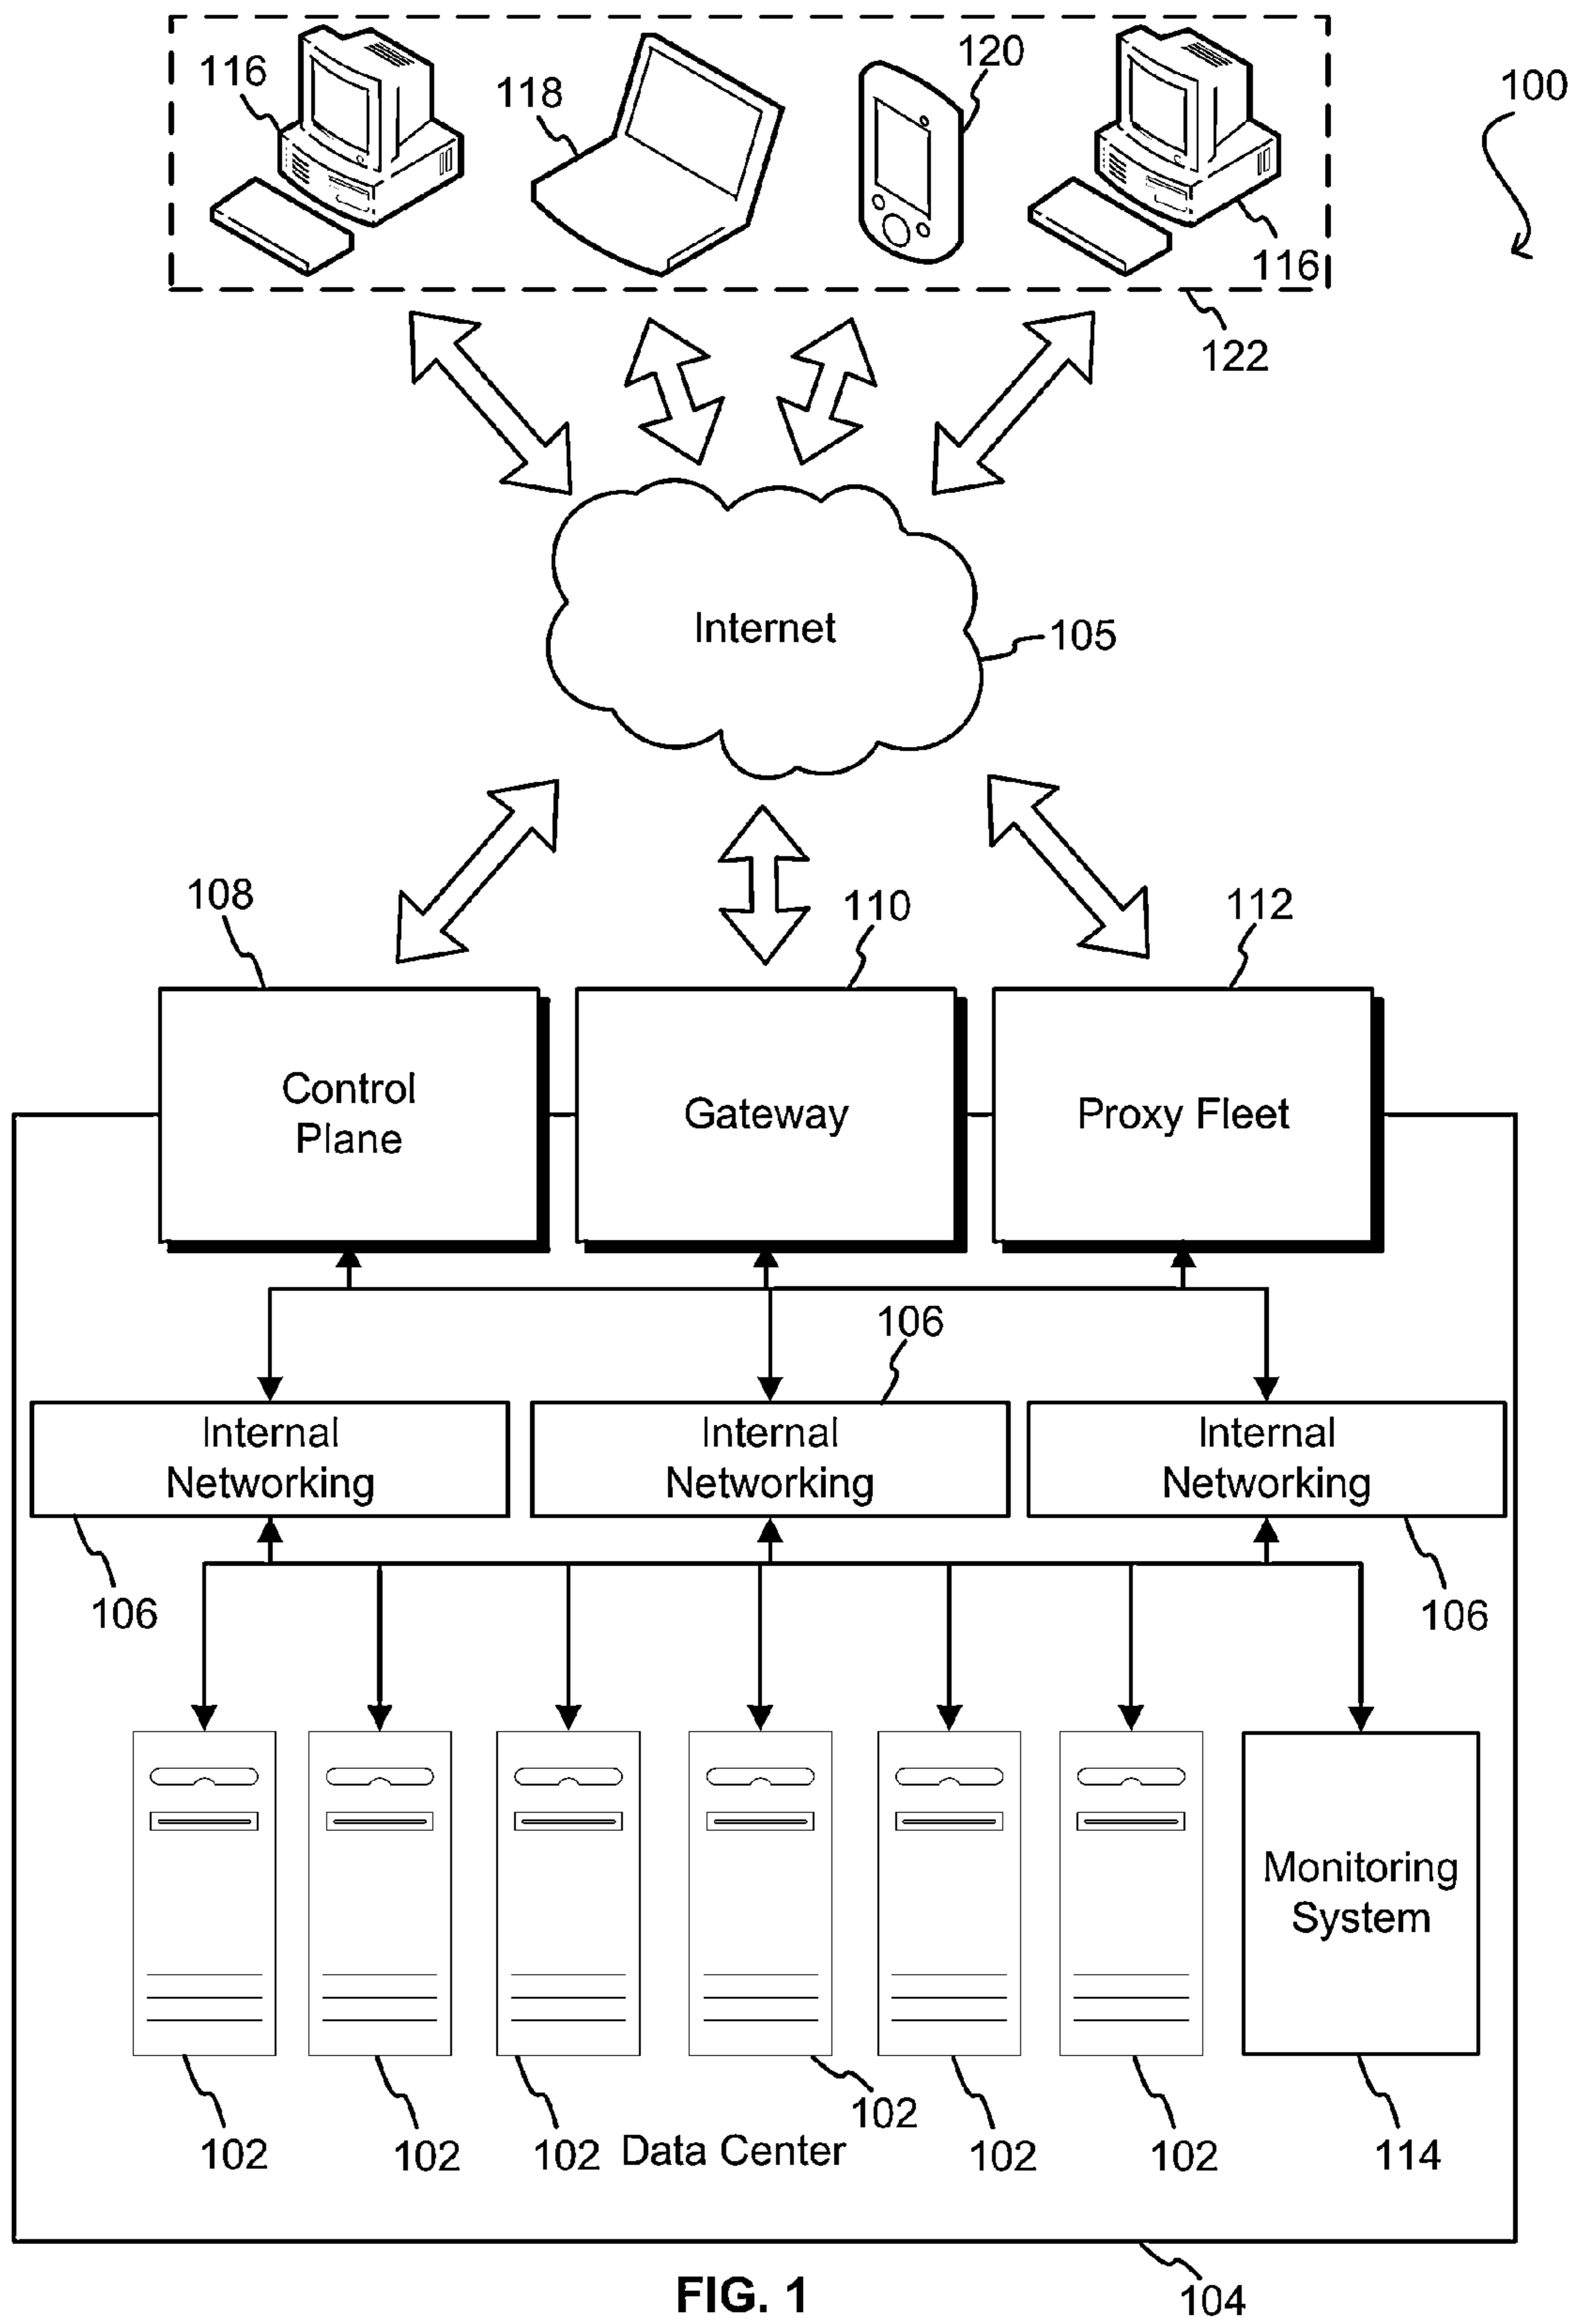 116
118
120
116
100
122
Internet
105
108
110
112
Control
Plane
Gateway
Proxy Fleet
106
Internal
Networking
Internal
Networking
Internal
Networking
106
106
Monitoring
System
102
102
102
Data Center
102
102
102
114
104
FIG. 1